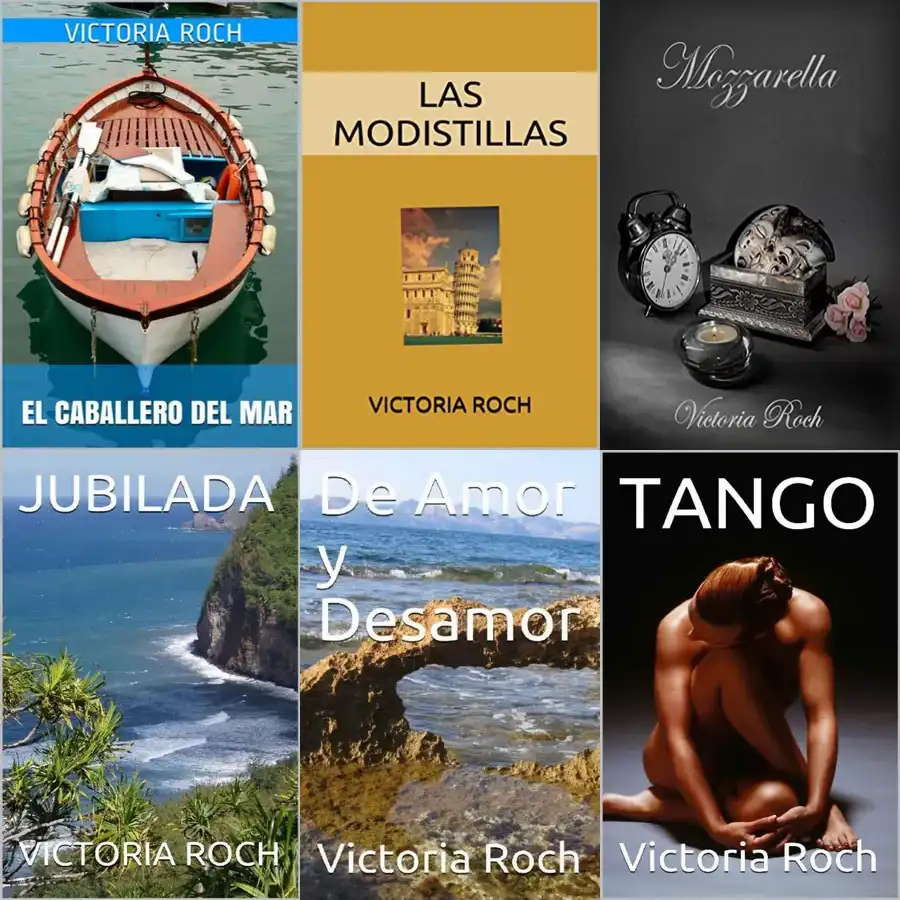 VICTORIA ROCH
EL CABALLERO DEL MAR
LAS
MODISTILLAS
VICTORIA ROCH
Mozzarella
Victoria Roch
JUBILADA
VICTORIA ROCH
De Amor
y
Desamor
Victoria Roch
TANGO
Victoria Roch